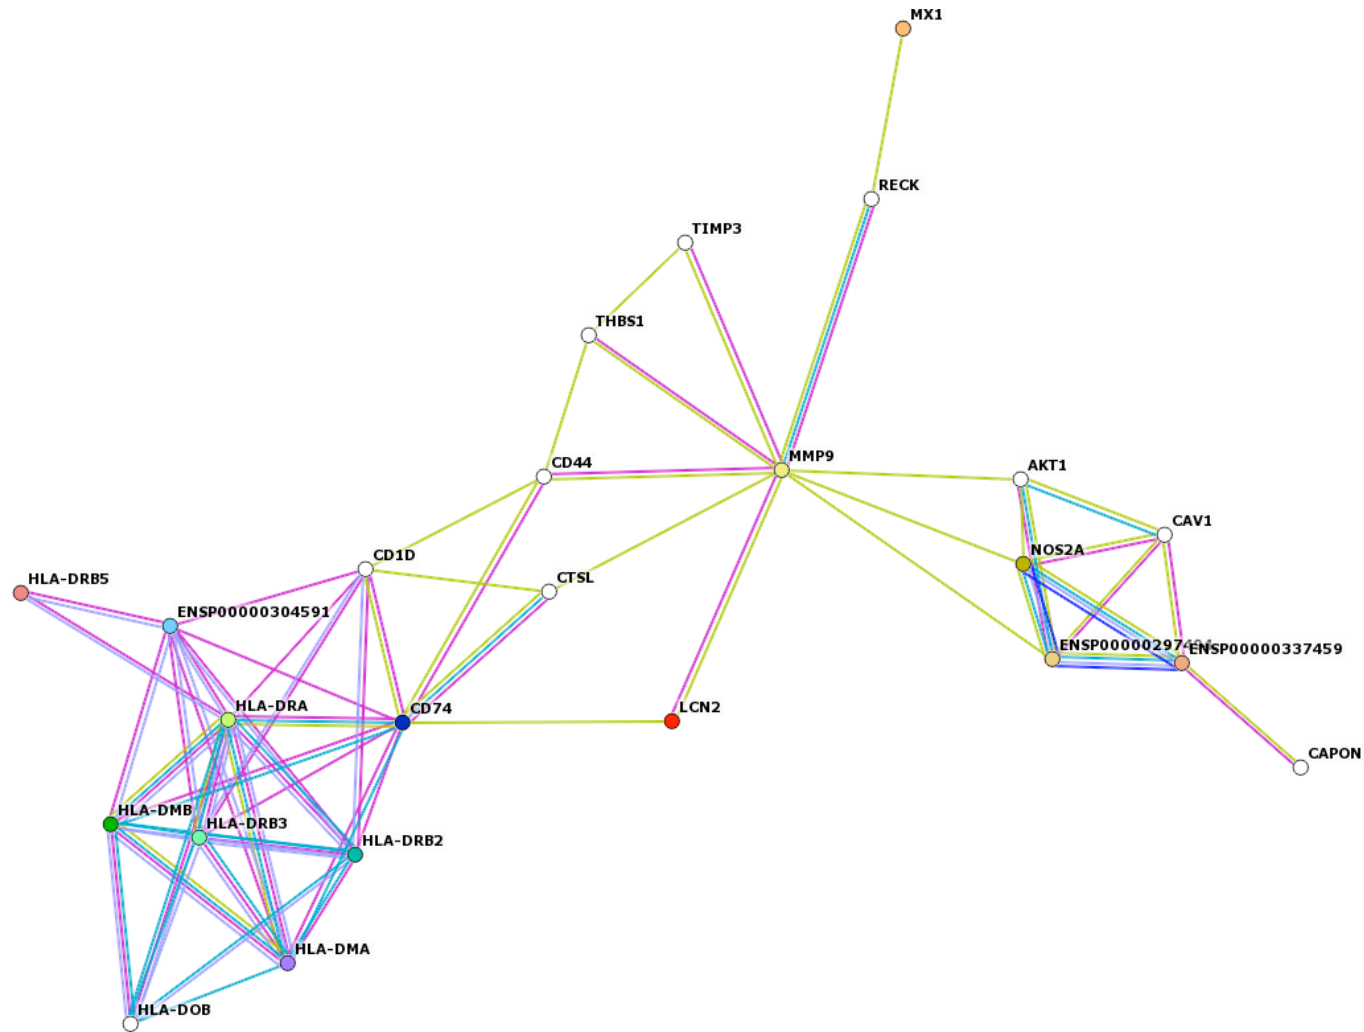 MX1
RECK
TIMP3
THBS1
MMP9
CD44
AKT1
CAV1
NOS2A
CD1D
CTSL
HLA-DRB5
ENSP00000304591
ENSP00000297494
ENSP00000337459
HLA-DRA
CD74
LCN2
CAPON
HLA-DMB
HLA-DRB3
HLA-DRB2
HLA-DMA
HLA-DOB